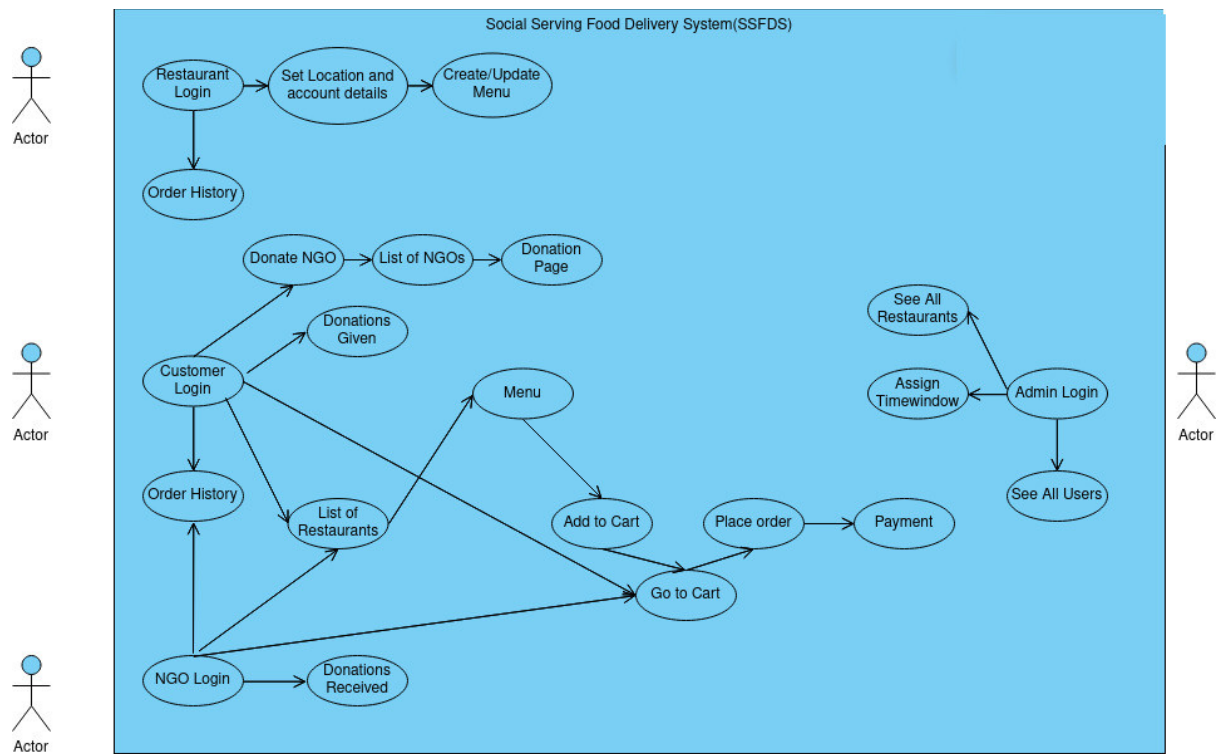 Social Serving Food Delivery System(SSFDS)
Restaurant
Login
Set Location and
account details
Create/Update
Menu
Actor
Order History
Donate NGO
List of NGOs
Donation
Page
See All
Restaurants
Donations
Given
Customer
Login
Menu
Assign
Timewindow
Admin Login
Actor
Actor
Order History
List of
Restaurants
Add to Cart
Place order
Payment
See All Users
Go to Cart
NGO Login
Donations
Received
Actor